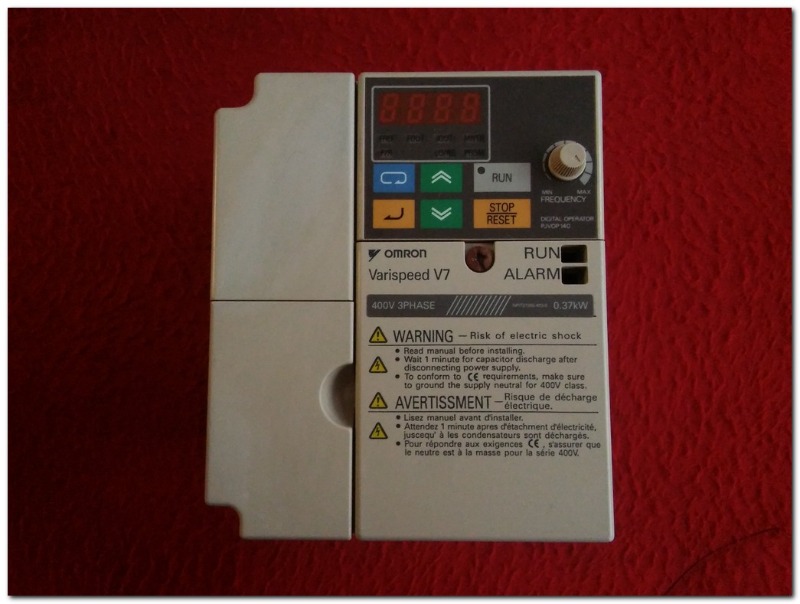 8.8.8.8.
RUN
STOP
RESET
MIN
MAX
FREQUENCY
DIGITAL OPERATOR
PJVOP140
OMRON
Varispeed V7
RUN
ALARM
400V 3PHASE 0.37kW
WARNING – Risk of electric shock
• Read manual before installing.
• Wait 1 minute for capacitor discharge after
disconnecting power supply.
• To conform to CE requirements, make sure
to ground the supply neutral for 400V class.
AVERTISSMENT – Risque de décharge
électrique.
• Lisez manuel avant d'installer.
• Attendez 1 minute apres d'étachment d'électricité,
juscequ' à les condensateurs sont déchargés.
• Pour répondre aux exigences CE , s'assurer que
le neutre est à la masse pour la série 400V.